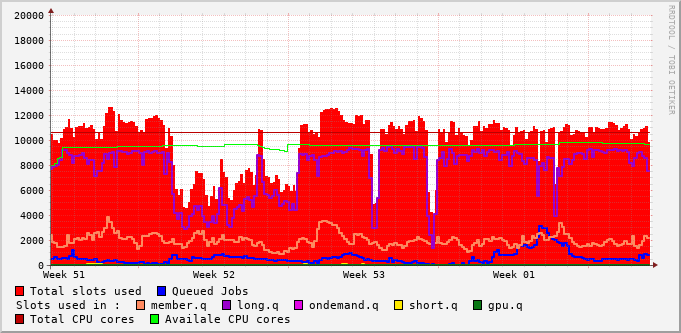 20000
18000
16000
14000
12000
10000
8000
6000
4000
2000
0
Week 51 Week 52 Week 53 Week 01
RRDTOOL / TOBI OETIKER
Total slots used Queued Jobs
Slots used in : member.q long.q ondemand.q short.q gpu.q
Total CPU cores Availale CPU cores